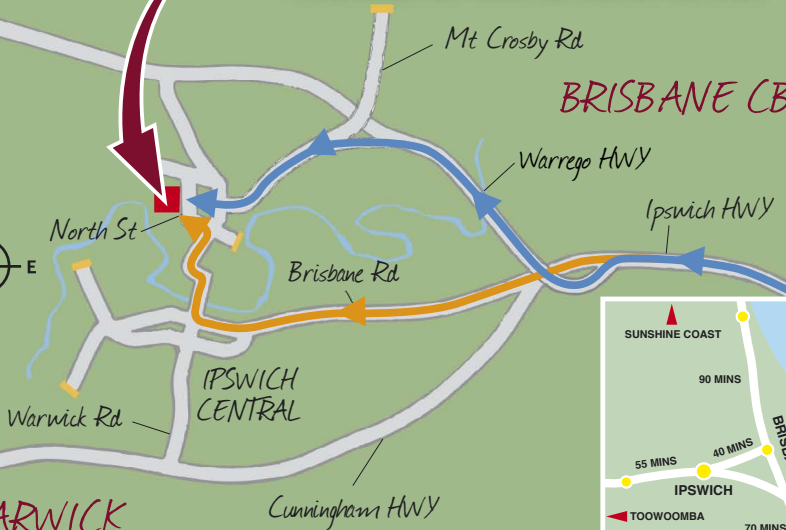 Mt Crosby Rd
BRISBANE CB
Warrego HWY
Ipswich HWY
North St
E
Brisbane Rd
SUNSHINE COAST
90 MINS
IPSWICH
CENTRAL
Warwick Rd
BRISB
40 MINS
55 MINS
IPSWICH
Cunningham HWY
ARWICK
TOOWOOMBA
70 MINS